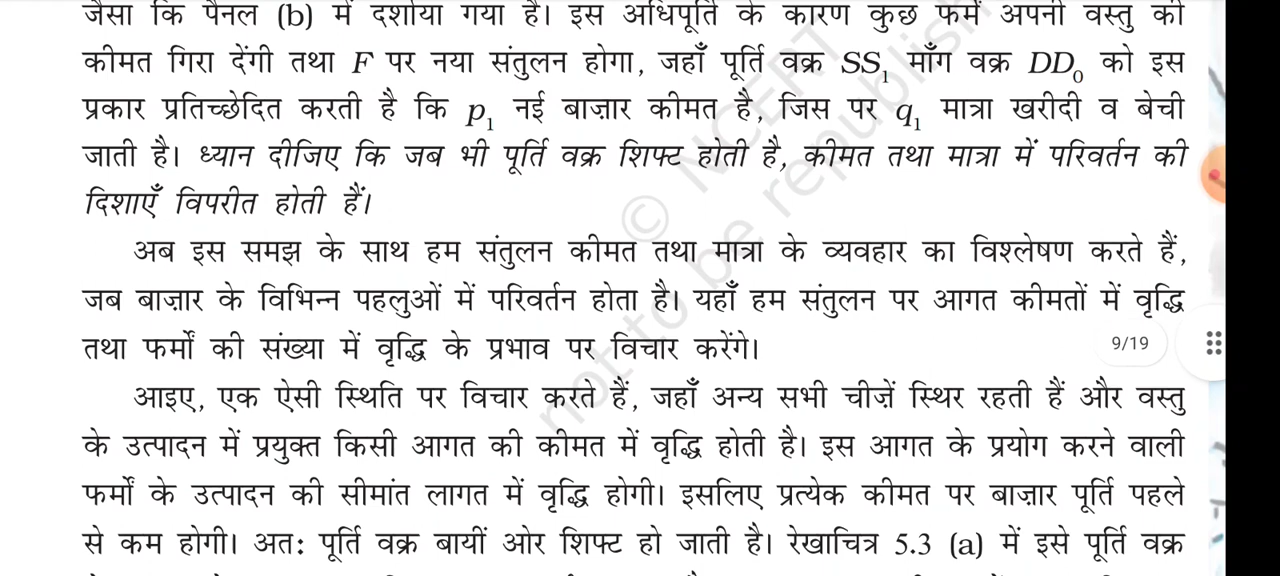 जैसा कि पैनल (b) में दर्शाया गया है। इस अधिपूर्ति के कारण कुछ फर्में अपनी वस्तु की
कीमत गिरा देंगी तथा F पर नया संतुलन होगा, जहाँ पूर्ति वक्र SS₁ माँग वक्र DD₀ को इस
प्रकार प्रतिच्छेदित करती है कि p₁ नई बाज़ार कीमत है, जिस पर q₁ मात्रा खरीदी व बेची
जाती है। ध्यान दीजिए कि जब भी पूर्ति वक्र शिफ्ट होती है, कीमत तथा मात्रा में परिवर्तन की
दिशाएँ विपरीत होती हैं।
अब इस समझ के साथ हम संतुलन कीमत तथा मात्रा के व्यवहार का विश्लेषण करते हैं,
जब बाज़ार के विभिन्न पहलुओं में परिवर्तन होता है। यहाँ हम संतुलन पर आगत कीमतों में वृद्धि
तथा फर्मों की संख्या में वृद्धि के प्रभाव पर विचार करेंगे।
9/19
आइए, एक ऐसी स्थिति पर विचार करते हैं, जहाँ अन्य सभी चीज़ें स्थिर रहती हैं और वस्तु
के उत्पादन में प्रयुक्त किसी आगत की कीमत में वृद्धि होती है। इस आगत के प्रयोग करने वाली
फर्मों के उत्पादन की सीमांत लागत में वृद्धि होगी। इसलिए प्रत्येक कीमत पर बाज़ार पूर्ति पहले
से कम होगी। अतः पूर्ति वक्र बायीं ओर शिफ्ट हो जाती है। रेखाचित्र 5.3 (a) में इसे पूर्ति वक्र
© NCERT
not to be republish